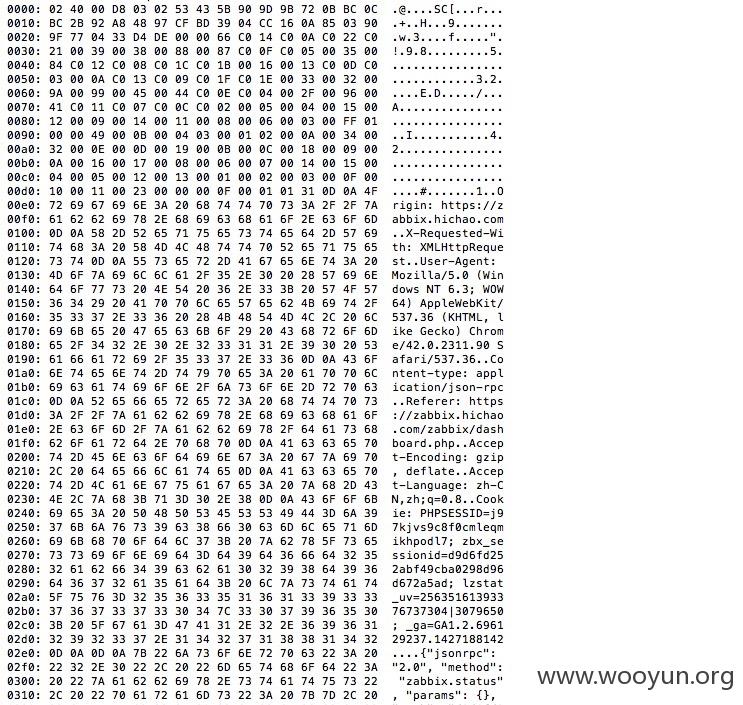 0000: 02 40 00 D8 03 02 53 43 5B 90 9D 9B 72 0B BC 0C .@....SC[...r...
0010: BC 2B 92 A8 48 97 CF BD 39 04 CC 16 0A 85 03 90 .+..H...9.......
0020: 9F 77 04 33 D4 DE 00 00 66 C0 14 C0 0A C0 22 C0 .w.3....f.....".
0030: 21 00 39 00 38 00 88 00 87 C0 0F C0 05 00 35 00 !.9.8.........5.
0040: 84 C0 12 C0 08 C0 1C C0 1B 00 16 00 13 C0 0D C0 ................
0050: 03 00 0A C0 13 C0 09 C0 1F C0 1E 00 33 00 32 00 ............3.2.
0060: 9A 00 99 00 45 00 44 C0 0E C0 04 00 2F 00 96 00 ....E.D...../...
0070: 41 C0 11 C0 07 C0 0C C0 02 00 05 00 04 00 15 00 A...............
0080: 12 00 09 00 14 00 11 00 08 00 06 00 03 00 FF 01 ................
0090: 00 00 49 00 0B 00 04 03 00 01 02 00 0A 00 34 00 ..I...........4.
00a0: 32 00 0E 00 0D 00 19 00 0B 00 0C 00 18 00 09 00 2...............
00b0: 0A 00 16 00 17 00 08 00 06 00 07 00 14 00 15 00 ................
00c0: 04 00 05 00 12 00 13 00 01 00 02 00 03 00 0F 00 ................
00d0: 10 00 11 00 23 00 00 00 0F 00 01 01 31 0D 0A 4F ....#.......1..O
00e0: 72 69 67 69 6E 3A 20 68 74 74 70 73 3A 2F 2F 7A rigin: https://z
00f0: 61 62 62 69 78 2E 68 69 63 68 61 6F 2E 63 6F 6D abbix.hichao.com
0100: 0D 0A 58 2D 52 65 71 75 65 73 74 65 64 2D 57 69 ..X-Requested-Wi
0110: 74 68 3A 20 58 4D 4C 48 74 74 70 52 65 71 75 65 th: XMLHttpReque
0120: 73 74 0D 0A 55 73 65 72 2D 41 67 65 6E 74 3A 20 st..User-Agent:
0130: 4D 6F 7A 69 6C 6C 61 2F 35 2E 30 20 28 57 69 6E Mozilla/5.0 (Win
0140: 64 6F 77 73 20 4E 54 20 36 2E 33 3B 20 57 4F 57 dows NT 6.3; WOW
0150: 36 34 29 20 41 70 70 6C 65 57 65 62 4B 69 74 2F 64) AppleWebKit/
0160: 35 33 37 2E 33 36 20 28 4B 48 54 4D 4C 2C 20 6C 537.36 (KHTML, l
0170: 69 6B 65 20 47 65 63 6B 6F 29 20 43 68 72 6F 6D ike Gecko) Chrom
0180: 65 2F 34 32 2E 30 2E 32 33 31 31 2E 39 30 20 53 e/42.0.2311.90 S
0190: 61 66 61 72 69 2F 35 33 37 2E 33 36 0D 0A 43 6F afari/537.36..Co
01a0: 6E 74 65 6E 74 2D 74 79 70 65 3A 20 61 70 70 6C ntent-type: appl
01b0: 69 63 61 74 69 6F 6E 2F 6A 73 6F 6E 2D 72 70 63 ication/json-rpc
01c0: 0D 0A 52 65 66 65 72 65 72 3A 20 68 74 74 70 73 ..Referer: https
01d0: 3A 2F 2F 7A 61 62 62 69 78 2E 68 69 63 68 61 6F ://zabbix.hichao
01e0: 2E 63 6F 6D 2F 7A 61 62 62 69 78 2F 64 61 73 68 .com/zabbix/dash
01f0: 62 6F 61 72 64 2E 70 68 70 0D 0A 41 63 63 65 70 board.php..Accep
0200: 74 2D 45 6E 63 6F 64 69 6E 67 3A 20 67 7A 69 70 t-Encoding: gzip
0210: 2C 20 64 65 66 6C 61 74 65 0D 0A 41 63 63 65 70 , deflate..Accep
0220: 74 2D 4C 61 6E 67 75 61 67 65 3A 20 7A 68 2D 43 t-Language: zh-C
0230: 4E 2C 7A 68 3B 71 3D 30 2E 38 0D 0A 43 6F 6F 6B N,zh;q=0.8..Cook
0240: 69 65 3A 20 50 48 50 53 45 53 53 49 44 3D 6A 39 ie: PHPSESSID=j9
0250: 37 6B 6A 76 73 39 63 38 66 30 63 6D 6C 65 71 6D 7kjvs9c8f0cmleqm
0260: 69 6B 68 70 6F 64 6C 37 3B 20 7A 62 78 5F 73 65 ikhpodl7; zbx_se
0270: 73 73 69 6F 6E 69 64 3D 64 39 64 36 66 64 32 35 ssionid=d9d6fd25
0280: 32 61 62 66 34 39 63 62 61 30 32 39 38 64 39 36 2abf49cba0298d96
0290: 64 36 37 32 61 35 61 64 3B 20 6C 7A 73 74 61 74 d672a5ad; lzstat
02a0: 5F 75 76 3D 32 35 36 33 35 31 36 31 33 39 33 33 _uv=256351613933
02b0: 37 36 37 33 37 33 30 34 7C 33 30 37 39 36 35 30 76737304|3079650
02c0: 3B 20 5F 67 61 3D 47 41 31 2E 32 2E 36 39 36 31 ; _ga=GA1.2.6961
02d0: 32 39 32 33 37 2E 31 34 32 37 31 38 38 31 34 32 29237.1427188142
02e0: 0D 0A 0D 0A 7B 22 6A 73 6F 6E 72 70 63 22 3A 20 ....{"jsonrpc":
02f0: 22 32 2E 30 22 2C 20 22 6D 65 74 68 6F 64 22 3A "2.0", "method":
0300: 20 22 7A 61 62 62 69 78 2E 73 74 61 74 75 73 22 "zabbix.status"
0310: 2C 20 22 70 61 72 61 6D 73 22 3A 20 7B 7D 2C 20 , "params": {},
www.wooyun.org